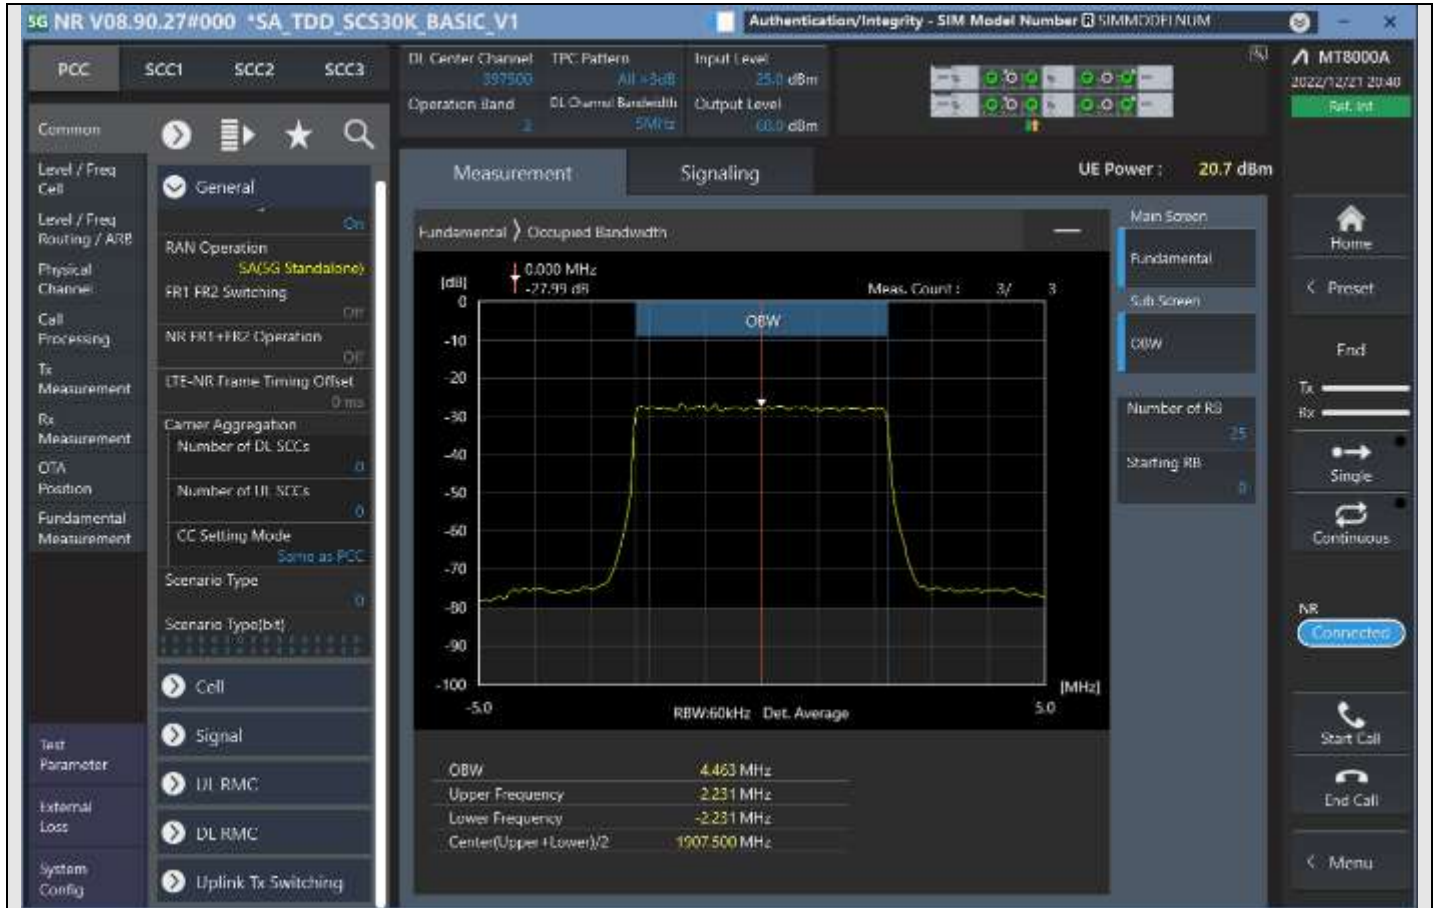 5G NR V08.90.27#000 *SA_TDD_SCS30K_BASIC_V1
Authentication/Integrity - SIM Model Number R SIMMODELNUM
PCC SCC1 SCC2 SCC3
DL Center Channel 397500
TPC Pattern All +3dB
Input Level 25.0 dBm
Operation Band 2
DL Channel Bandwidth 5MHz
Output Level
dBm
MT8000A
2022/12/21 20:40
Ref. Int
Common
Level / Freq
Cell
Level / Freq
Routing / ARB
Physical
Channel
Call
Processing
Tx
Measurement
Rx
Measurement
OTA
Position
Fundamental
Measurement
Test
Parameter
External
Loss
System
Config
General
On
RAN Operation
SA(5G Standalone)
FR1 FR2 Switching
Off
NR FR1+FR2 Operation
Off
LTE-NR Frame Timing Offset
0 ms
Carrier Aggregation
Number of DL SCCs
0
Number of UL SCCs
0
CC Setting Mode
Same as PCC
Scenario Type
0
Scenario Type(bit)
Cell
Signal
UL RMC
DL RMC
Uplink Tx Switching
Measurement Signaling
UE Power : 20.7 dBm
Fundamental Occupied Bandwidth
0.000 MHz
-27.99 dB
[dB]
Meas. Count : 3/ 3
OBW
0
-10
-20
-30
-40
-50
-60
-70
-80
-90
-100
-5.0
RBW:60kHz Det. Average
5.0
[MHz]
OBW 4.463 MHz
Upper Frequency 2.231 MHz
Lower Frequency -2.231 MHz
Center(Upper+Lower)/2 1907.500 MHz
Main Screen
Fundamental
Sub Screen
OBW
Number of RB
25
Starting RB
0
Home
Preset
End
Tx
Rx
Single
Continuous
NR
Connected
Start Call
End Call
Menu